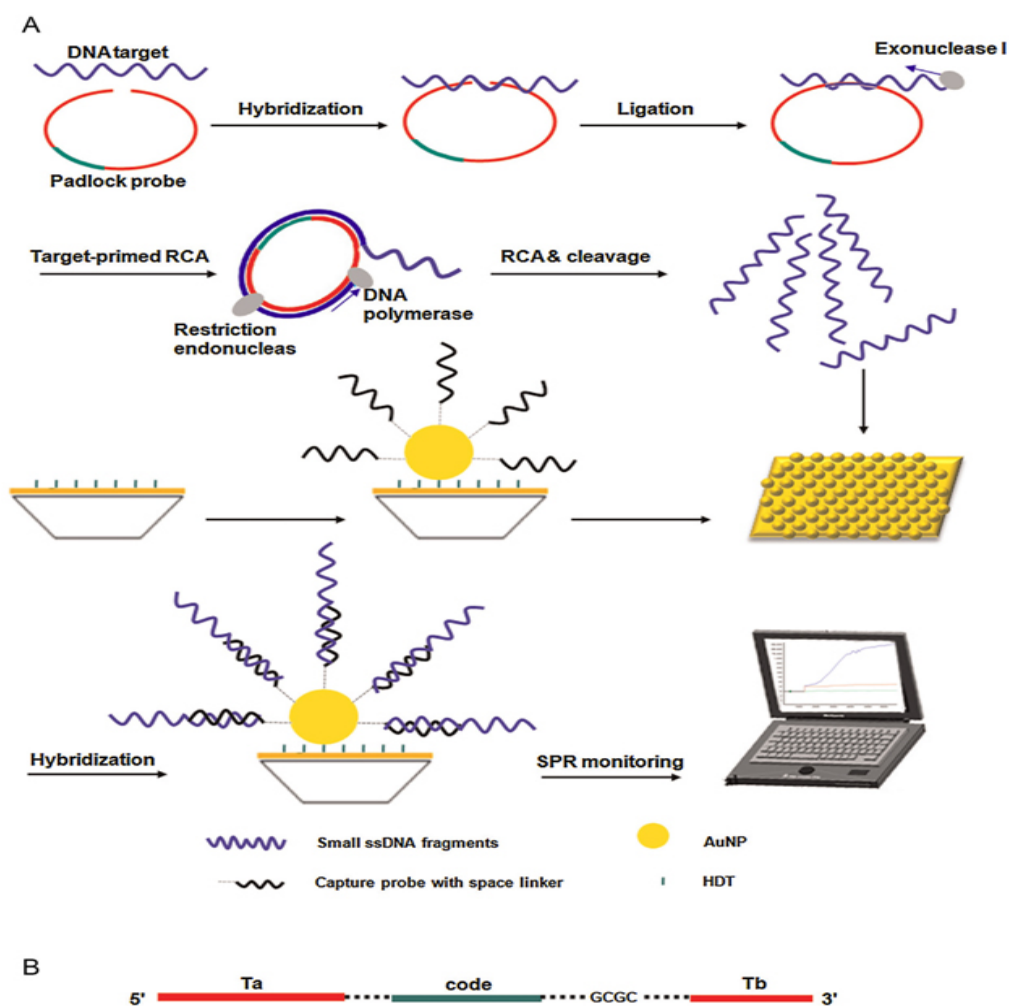 A
DNA target
Exonuclease I
Hybridization
Ligation
Padlock probe
Target-primed RCA
RCA & cleavage
DNA
polymerase
Restriction
endonucleas
Hybridization
SPR monitoring
Small ssDNA fragments
AuNP
Capture probe with space linker
HDT
B
Ta
code
Tb
5'
GCGC
3'